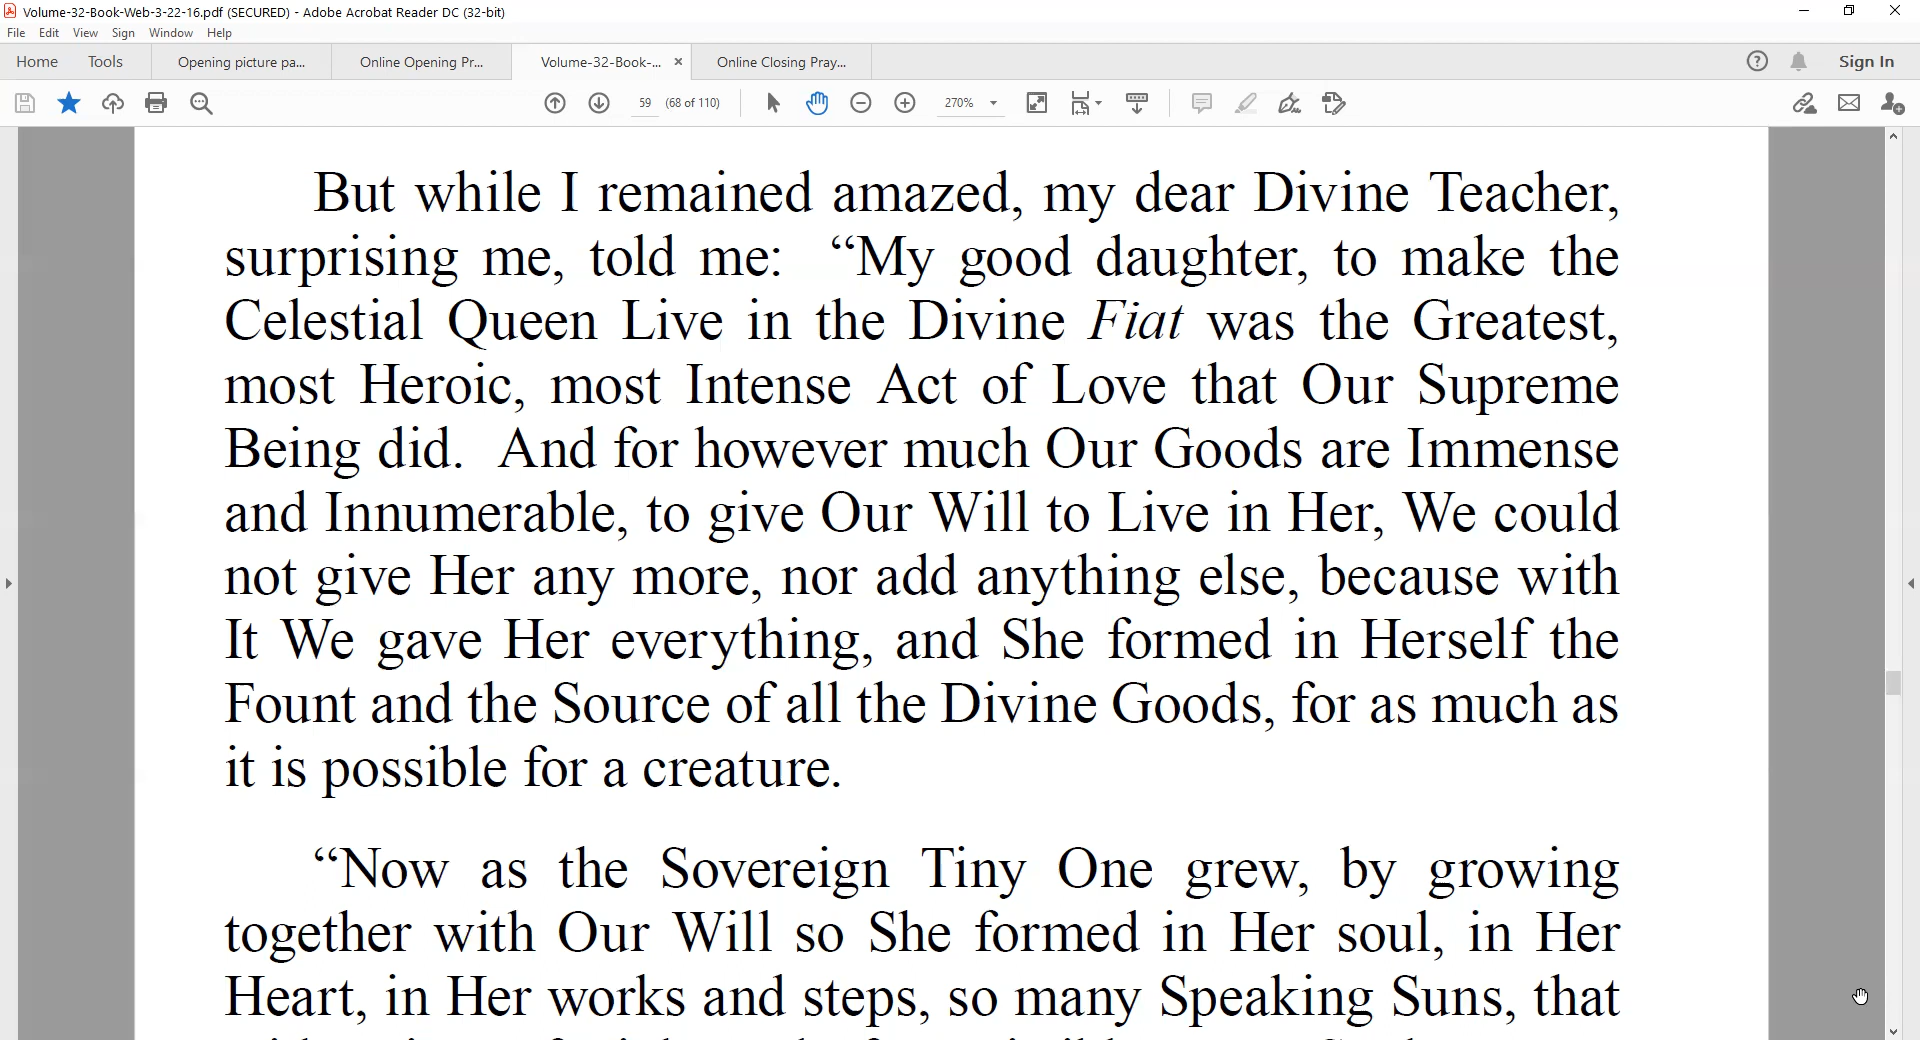 Volume-32-Book-Web-3-22-16.pdf (SECURED) - Adobe Acrobat Reader DC (32-bit)
File Edit View Sign Window Help
Home Tools Opening picture pa... Online Opening Pr... Volume-32-Book-... × Online Closing Pray... Sign In
59 (68 of 110) 270%
But while I remained amazed, my dear Divine Teacher,
surprising me, told me: “My good daughter, to make the
Celestial Queen Live in the Divine Fiat was the Greatest,
most Heroic, most Intense Act of Love that Our Supreme
Being did. And for however much Our Goods are Immense
and Innumerable, to give Our Will to Live in Her, We could
not give Her any more, nor add anything else, because with
It We gave Her everything, and She formed in Herself the
Fount and the Source of all the Divine Goods, for as much as
it is possible for a creature.
“Now as the Sovereign Tiny One grew, by growing
together with Our Will so She formed in Her soul, in Her
Heart, in Her works and steps, so many Speaking Suns, that